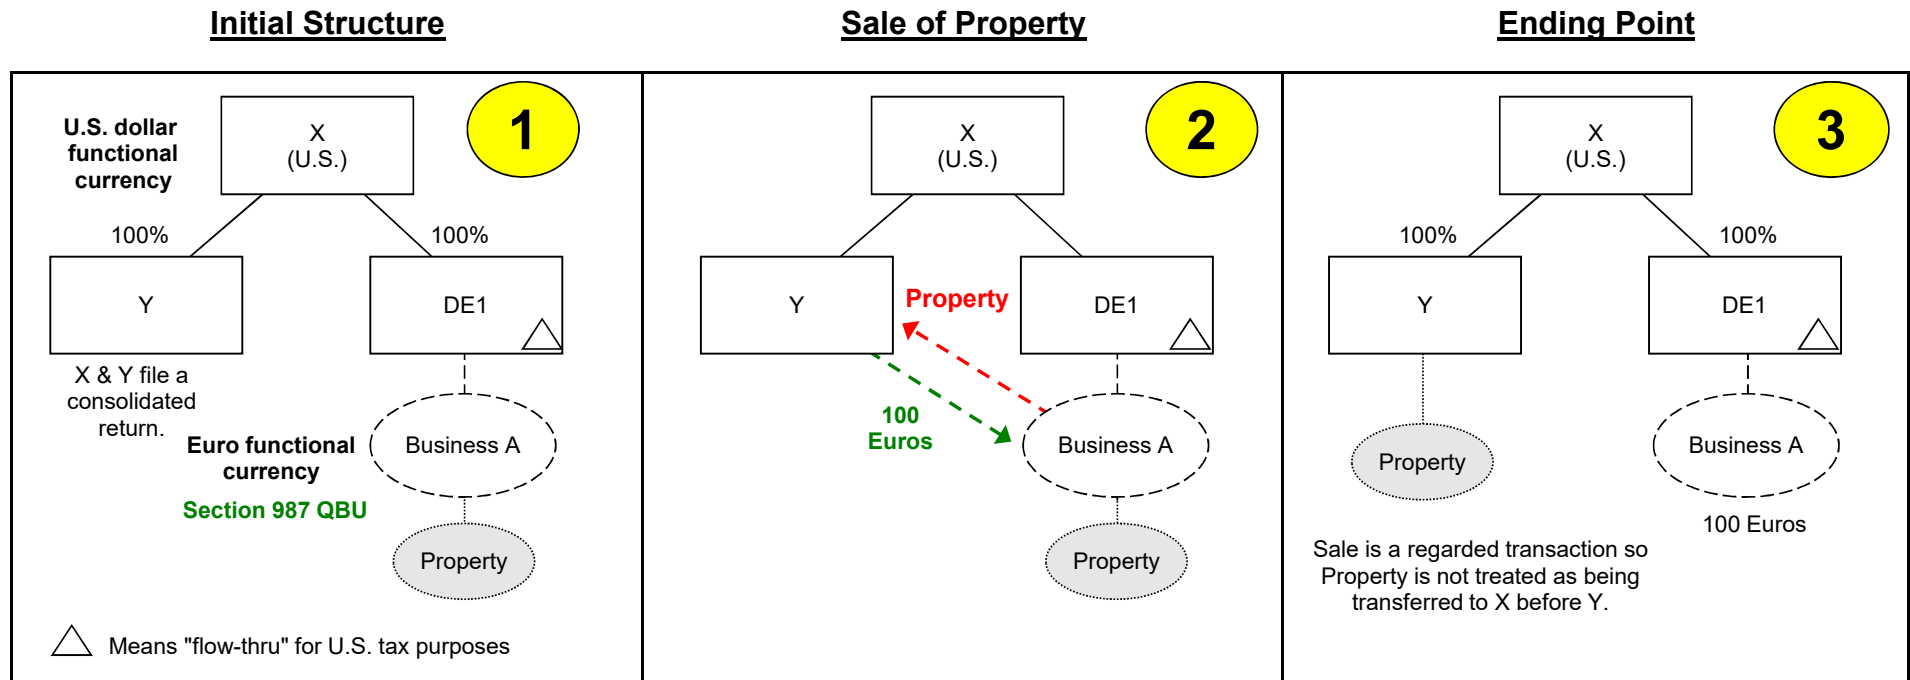 Initial Structure
Sale of Property
Ending Point
U.S. dollar
functional
currency
X
(U.S.)
1
100%
100%
Y
DE1
X & Y file a
consolidated
return.
Euro functional
currency
Section 987 QBU
Business A
Property
Means "flow-thru" for U.S. tax purposes
X
(U.S.)
2
Y
Property
DE1
100
Euros
Business A
Property
X
(U.S.)
3
100%
100%
Y
DE1
Property
Business A
100 Euros
Sale is a regarded transaction so
Property is not treated as being
transferred to X before Y.